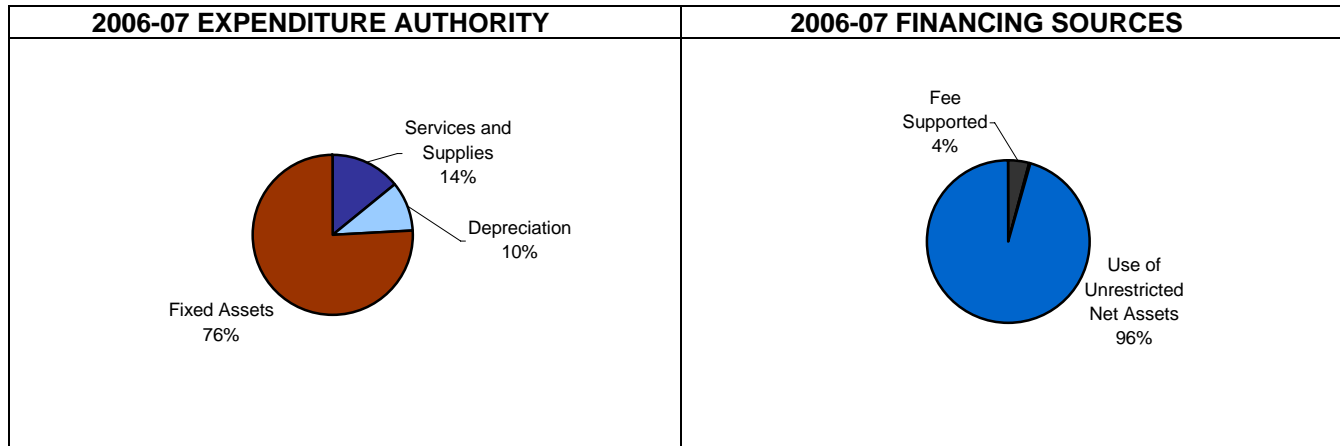 2006-07 EXPENDITURE AUTHORITY
Services and
Supplies
14%
Depreciation
10%
Fixed Assets
76%
2006-07 FINANCING SOURCES
Fee
Supported
4%
Use of
Unrestricted
Net Assets
96%